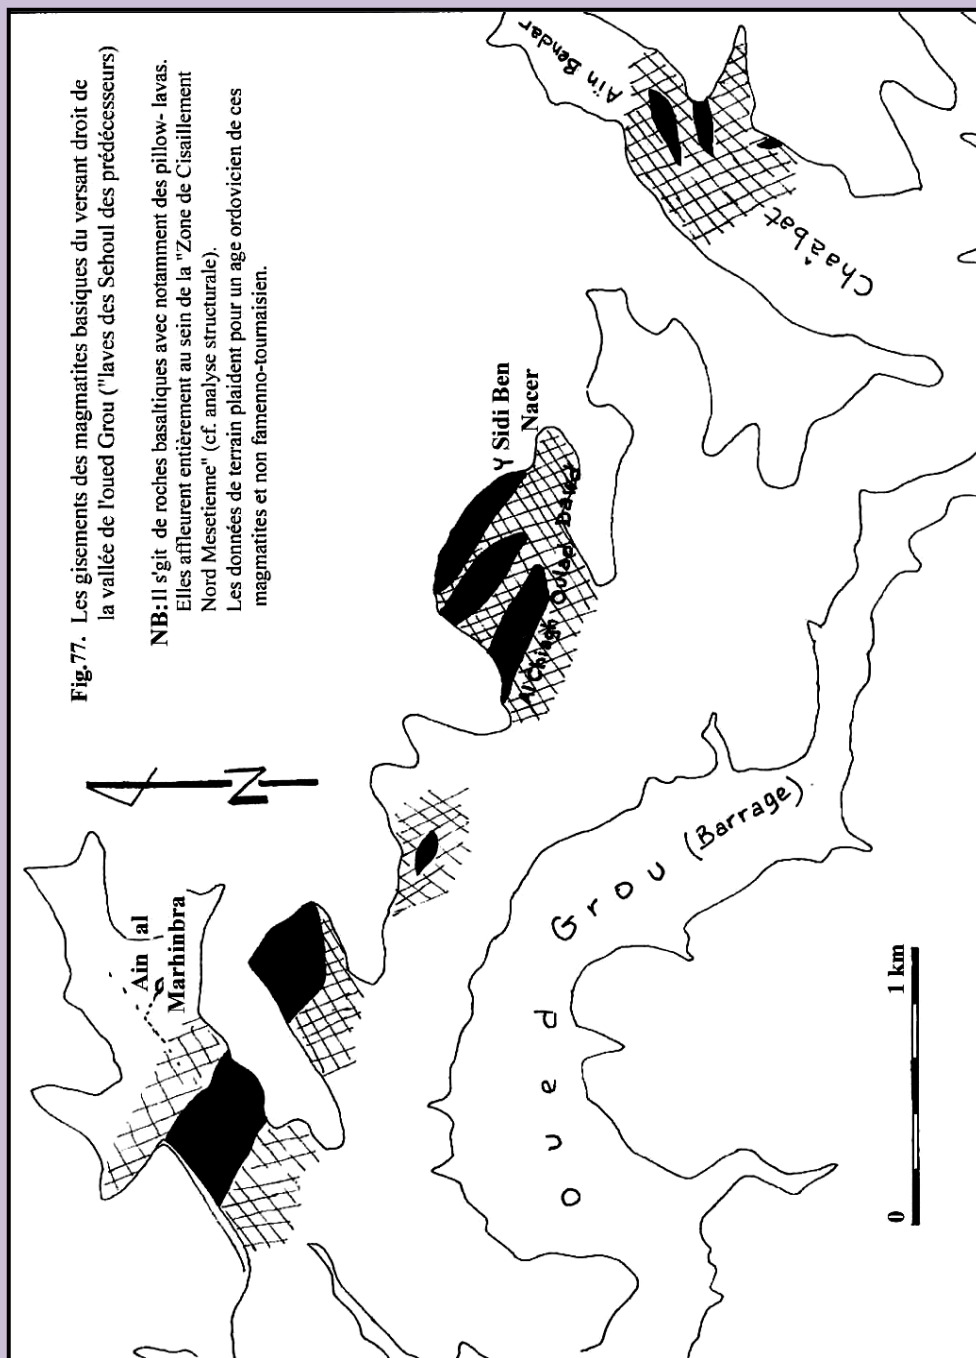 Fig.77. Les gisements des magmatites basiques du versant droit de
la vallée de l'oued Grou ("laves des Sehoul des prédécesseurs)
NB: Il s'git de roches basaltiques avec notamment des pillow- lavas.
Elles affleurent entièrement au sein de la "Zone de Cisaillement
Nord Mesetienne" (cf. analyse structurale).
Les données de terrain plaident pour un age ordovicien de ces
magmatites et non famenno-tournaisien.
N
Ain al
Marhinbra
Sidi Ben
Nacer
Chiagh Oulad Daoud
Aïn Bendar
Chaâbat
Oued Grou (Barrage)
0 1 km